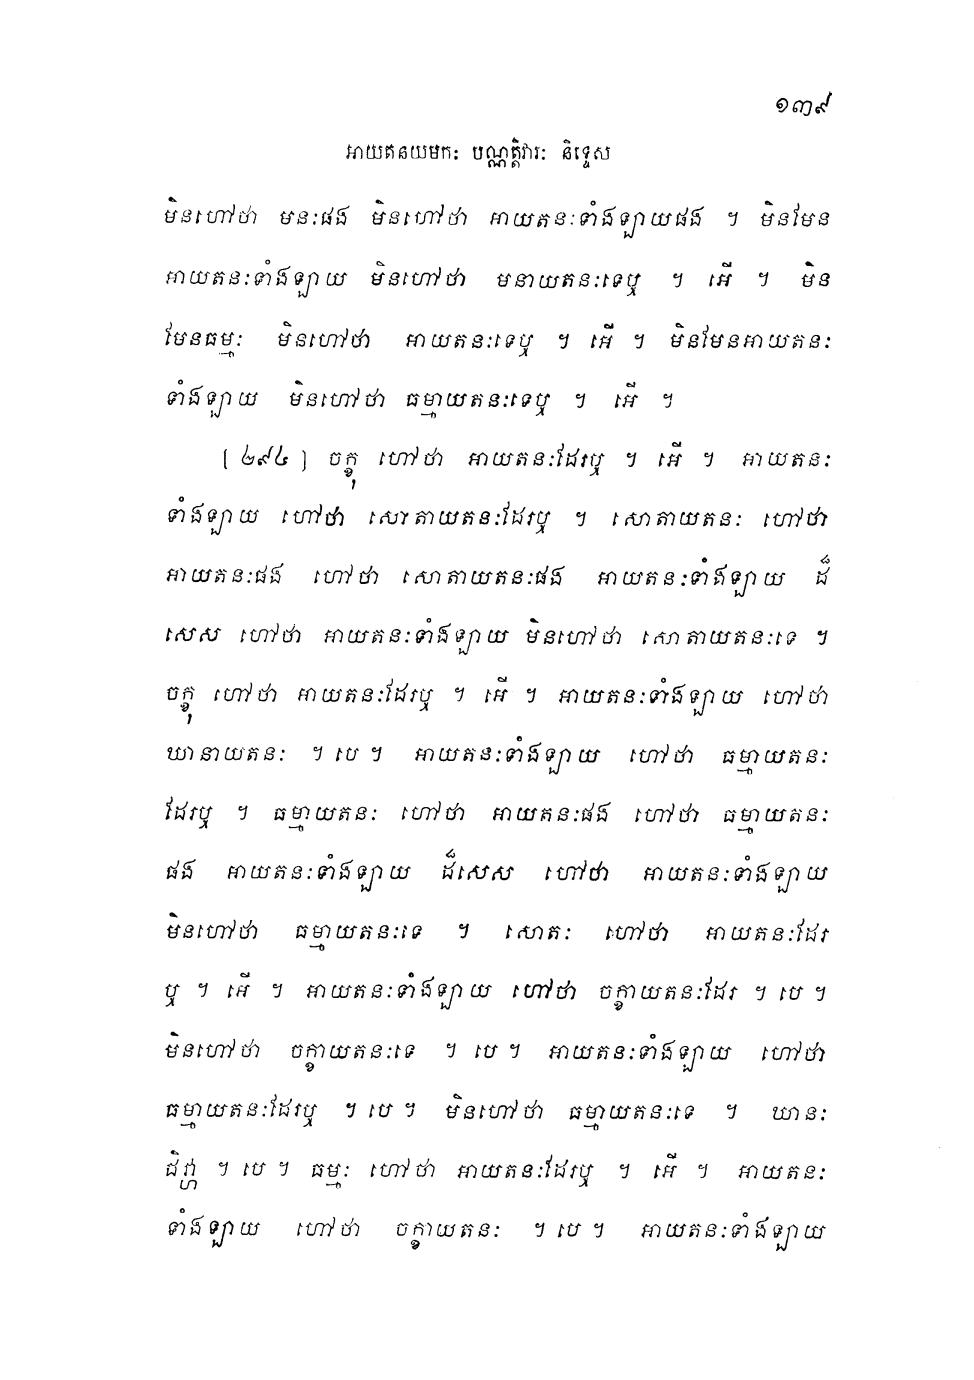 ១៣៩
អាយតនយមកៈ បណ្ណត្តិវារៈ និទ្ទេស
មិនហៅថា មនៈផង មិនហៅថា អាយតនៈទាំងឡាយផង ។ មិនមែន
អាយតនៈទាំងឡាយ មិនហៅថា មនាយតនៈទេឬ ។ អើ ។ មិន
មែនធម្មៈ មិនហៅថា អាយតនៈទេឬ ។ អើ ។ មិនមែនអាយតនៈ
ទាំងឡាយ មិនហៅថា ធម្មាយតនៈទេឬ ។ អើ ។
[ ២៩៤ ] ចក្ខុ ហៅថា អាយតនៈដែរឬ ។ អើ ។ អាយតនៈ
ទាំងឡាយ ហៅថា សោតាយតនៈដែរឬ ។ សោតាយតនៈ ហៅថា
អាយតនៈផង ហៅថា សោតាយតនៈផង អាយតនៈទាំងឡាយ ដ៏
សេស ហៅថា អាយតនៈទាំងឡាយ មិនហៅថា សោតាយតនៈទេ ។
ចក្ខុ ហៅថា អាយតនៈដែរឬ ។ អើ ។ អាយតនៈទាំងឡាយ ហៅថា
ឃានាយតនៈ ។ បេ ។ អាយតនៈទាំងឡាយ ហៅថា ធម្មាយតនៈ
ដែរឬ ។ ធម្មាយតនៈ ហៅថា អាយតនៈផង ហៅថា ធម្មាយតនៈ
ផង អាយតនៈទាំងឡាយ ដ៏សេស ហៅថា អាយតនៈទាំងឡាយ
មិនហៅថា ធម្មាយតនៈទេ ។ សោតៈ ហៅថា អាយតនៈដែរ
ឬ ។ អើ ។ អាយតនៈទាំងឡាយ ហៅថា ចក្ខាយតនៈដែរ ។ បេ ។
មិនហៅថា ចក្ខាយតនៈទេ ។ បេ ។ អាយតនៈទាំងឡាយ ហៅថា
ធម្មាយតនៈដែរឬ ។ បេ ។ មិនហៅថា ធម្មាយតនៈទេ ។ ឃានៈ
ជិវ្ហា ។ បេ ។ ធម្មៈ ហៅថា អាយតនៈដែរឬ ។ អើ ។ អាយតនៈ
ទាំងឡាយ ហៅថា ចក្ខាយតនៈ ។ បេ ។ អាយតនៈទាំងឡាយ